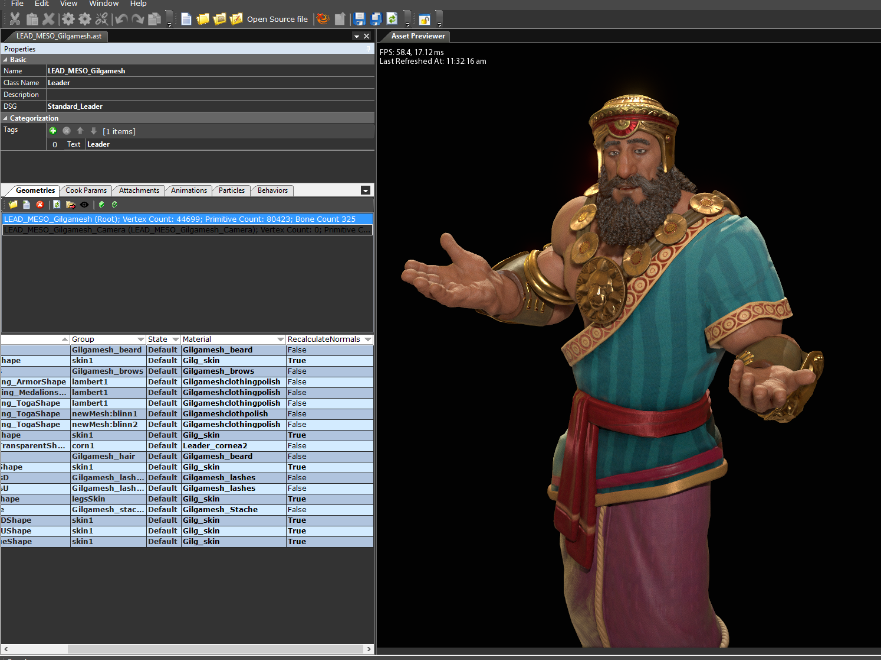 File Edit View Window Help
Open Source file
LEAD_MESO_Gilgamesh.ast
Asset Previewer
Properties
FPS: 58.4, 17.12 ms
Last Refreshed At: 11:32:16 am
Basic
Name LEAD_MESO_Gilgamesh
Class Name Leader
Description
DSG Standard_Leader
Categorization
Tags [1 items]
0 Text Leader
Geometries Cook Params Attachments Animations Particles Behaviors
LEAD_MESO_Gilgamesh (Root); Vertex Count: 44699; Primitive Count: 80423; Bone Count 325
LEAD_MESO_Gilgamesh_Camera (LEAD_MESO_Gilgamesh_Camera); Vertex Count: 0; Primitive C...
Group State Material RecalculateNormals
Gilgamesh_beard Default Gilgamesh_beard False
hape skin1 Default Gilg_skin True
Gilgamesh_brows Default Gilgamesh_brows False
ng_ArmorShape lambert1 Default Gilgameshclothingpolish False
ing_Medalions... lambert1 Default Gilgameshclothingpolish False
ng_TogaShape lambert1 Default Gilgameshclothingpolish False
ng_TogaShape newMesh:blinn1 Default Gilgameshclothpolish False
ng_TogaShape newMesh:blinn2 Default Gilgameshclothingpolish False
hape skin1 Default Gilg_skin True
TransparentSh... corn1 Default Leader_cornea2 False
Gilgamesh_hair Default Gilgamesh_beard False
Shape skin1 Default Gilg_skin True
sD Gilgamesh_lash... Default Gilgamesh_lashes False
sU Gilgamesh_lash... Default Gilgamesh_lashes False
hape legsSkin Default Gilg_skin True
e Gilgamesh_stac... Default Gilgamesh_Stache False
DShape skin1 Default Gilg_skin True
UShape skin1 Default Gilg_skin True
eShape skin1 Default Gilg_skin True